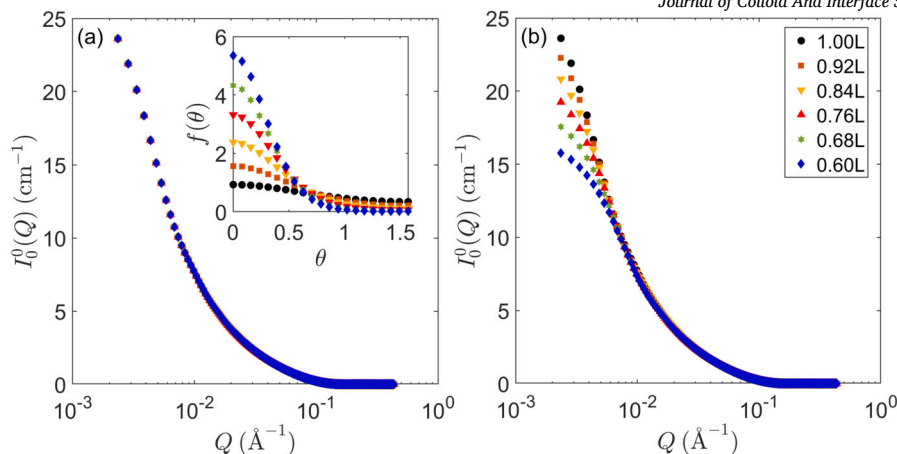 Journal of Colloid And Interface S
(a)
25
20
15
10
5
0
I₀⁰(Q) (cm⁻¹)
10⁻³
10⁻²
10⁻¹
10⁰
Q (Å⁻¹)
6
4
2
0
f(θ)
0
0.5
1
1.5
θ
(b)
25
20
15
10
5
0
I₀⁰(Q) (cm⁻¹)
10⁻³
10⁻²
10⁻¹
10⁰
Q (Å⁻¹)
1.00L
0.92L
0.84L
0.76L
0.68L
0.60L